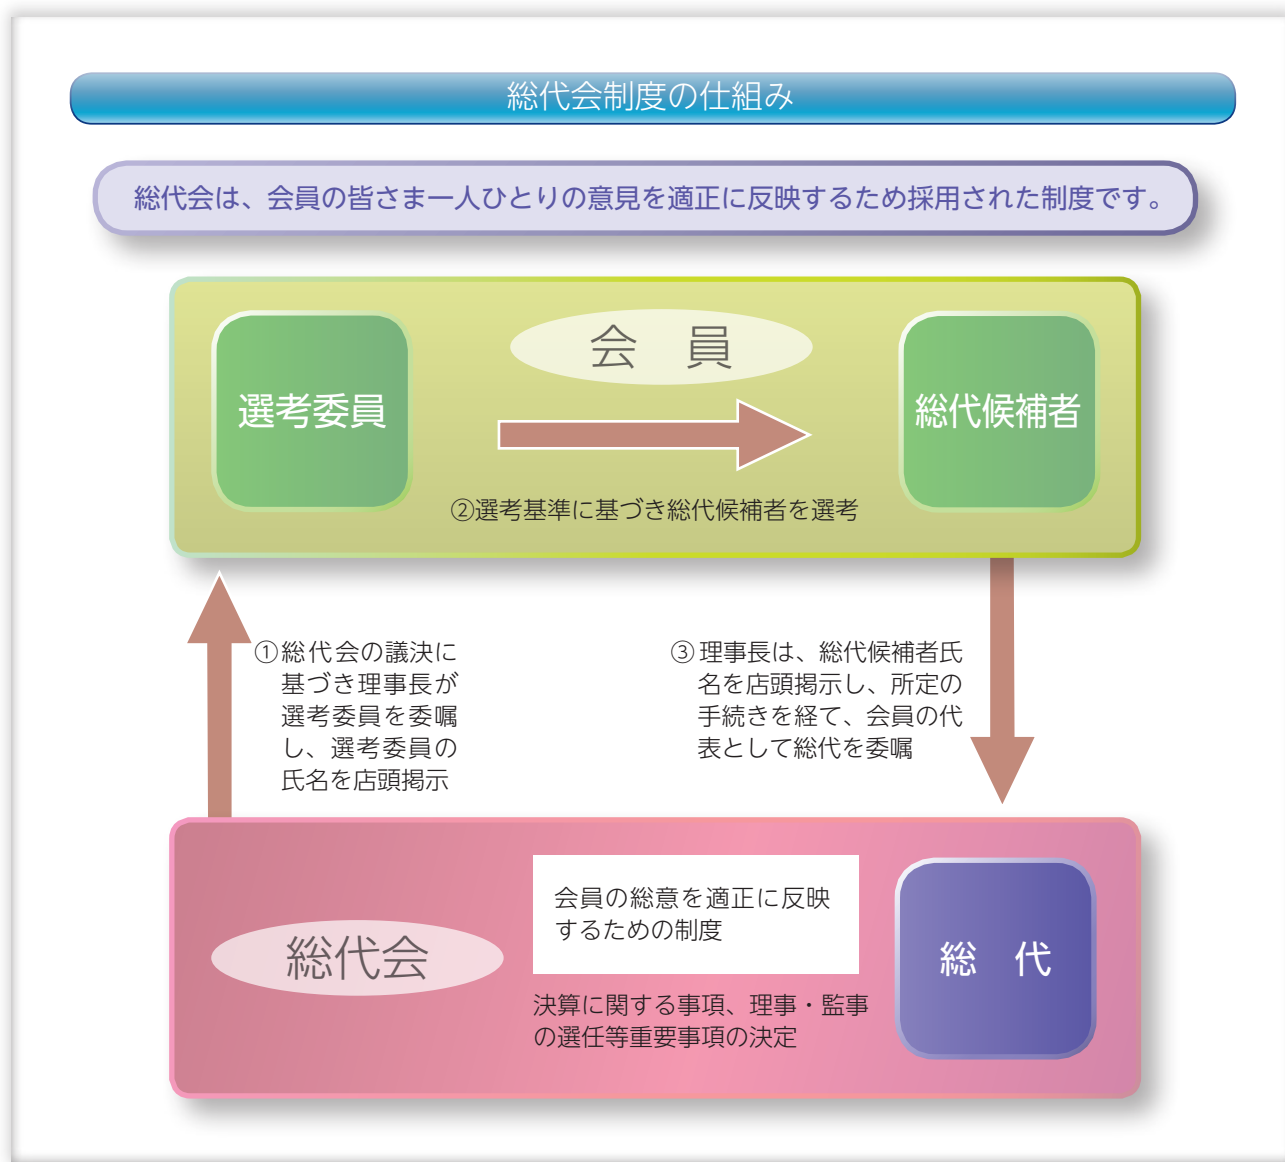 総代会制度の仕組み
総代会は、会員の皆さま一人ひとりの意見を適正に反映するため採用された制度です。
会　員
選考委員
総代候補者
②選考基準に基づき総代候補者を選考
①総代会の議決に
基づき理事長が
選考委員を委嘱
し、選考委員の
氏名を店頭掲示
③理事長は、総代候補者氏
名を店頭掲示し、所定の
手続きを経て、会員の代
表として総代を委嘱
総代会
会員の総意を適正に反映
するための制度
決算に関する事項、理事・監事
の選任等重要事項の決定
総　代